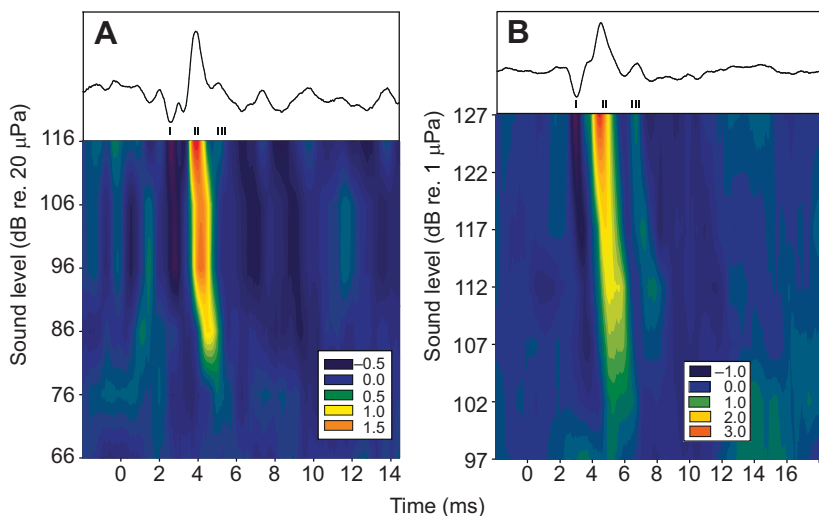 A
I II III
Sound level (dB re. 20 μPa)
116
106
96
86
76
66
–0.5
0.0
0.5
1.0
1.5
0 2 4 6 8 10 12 14
B
I II III
Sound level (dB re. 1 μPa)
127
122
117
112
107
102
97
–1.0
0.0
1.0
2.0
3.0
0 2 4 6 8 10 12 14 16
Time (ms)